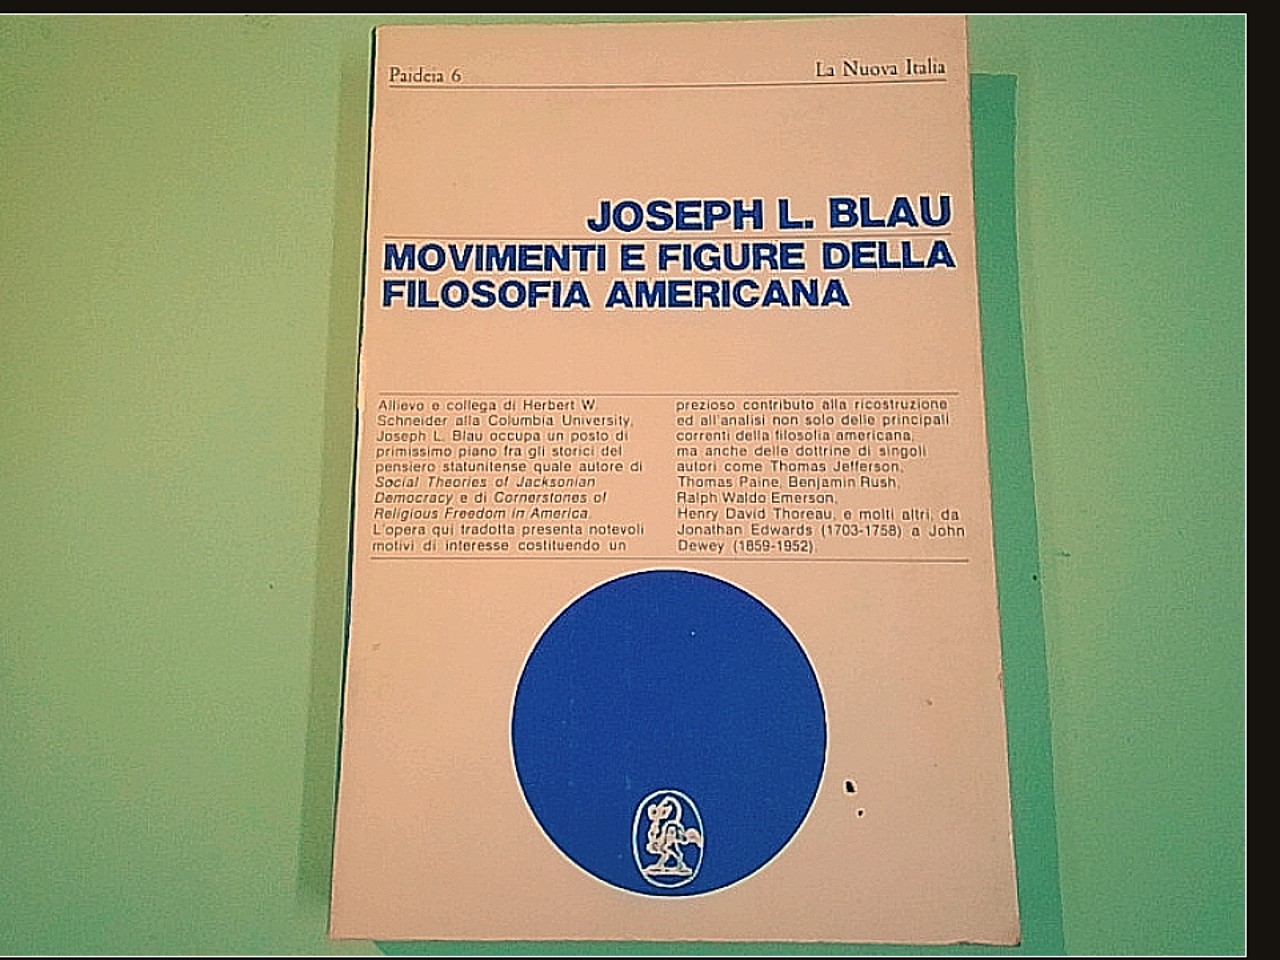 Paideia 6
La Nuova Italia
JOSEPH L. BLAU
MOVIMENTI E FIGURE DELLA
FILOSOFIA AMERICANA
Allievo e collega di Herbert W.
Schneider alla Columbia University,
Joseph L. Blau occupa un posto di
primissimo piano fra gli storici del
pensiero statunitense quale autore di
Social Theories of Jacksonian
Democracy e di Cornerstones of
Religious Freedom in America.
L'opera qui tradotta presenta notevoli
motivi di interesse costituendo un
prezioso contributo alla ricostruzione
ed all'analisi non solo delle principali
correnti della filosofia americana,
ma anche delle dottrine di singoli
autori come Thomas Jefferson,
Thomas Paine, Benjamin Rush,
Ralph Waldo Emerson,
Henry David Thoreau, e molti altri, da
Jonathan Edwards (1703-1758) a John
Dewey (1859-1952).